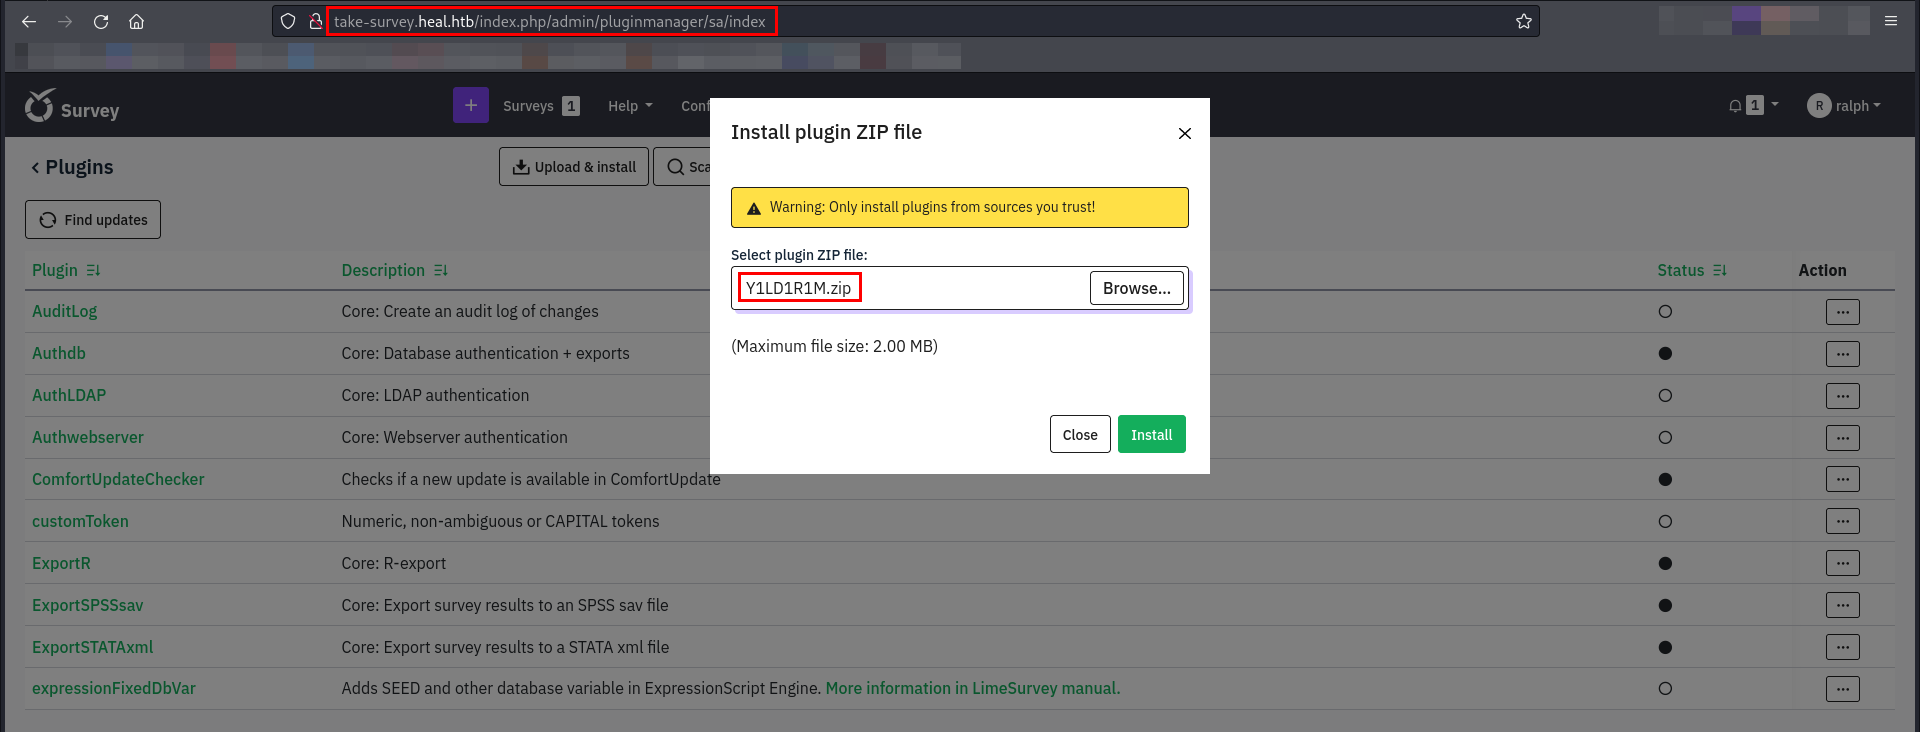 take-survey.heal.htb/index.php/admin/pluginmanager/sa/index
Survey
+ Surveys 1 Help
1 R ralph
Install plugin ZIP file
Plugins
Upload & install
Find updates
Warning: Only install plugins from sources you trust!
Select plugin ZIP file:
Y1LD1R1M.zip Browse...
(Maximum file size: 2.00 MB)
Close Install
Plugin Description Status Action
AuditLog Core: Create an audit log of changes ...
Authdb Core: Database authentication + exports ...
AuthLDAP Core: LDAP authentication ...
Authwebserver Core: Webserver authentication ...
ComfortUpdateChecker Checks if a new update is available in ComfortUpdate ...
customToken Numeric, non-ambiguous or CAPITAL tokens ...
ExportR Core: R-export ...
ExportSPSSsav Core: Export survey results to an SPSS sav file ...
ExportSTATAxml Core: Export survey results to a STATA xml file ...
expressionFixedDbVar Adds SEED and other database variable in ExpressionScript Engine. More information in LimeSurvey manual. ...